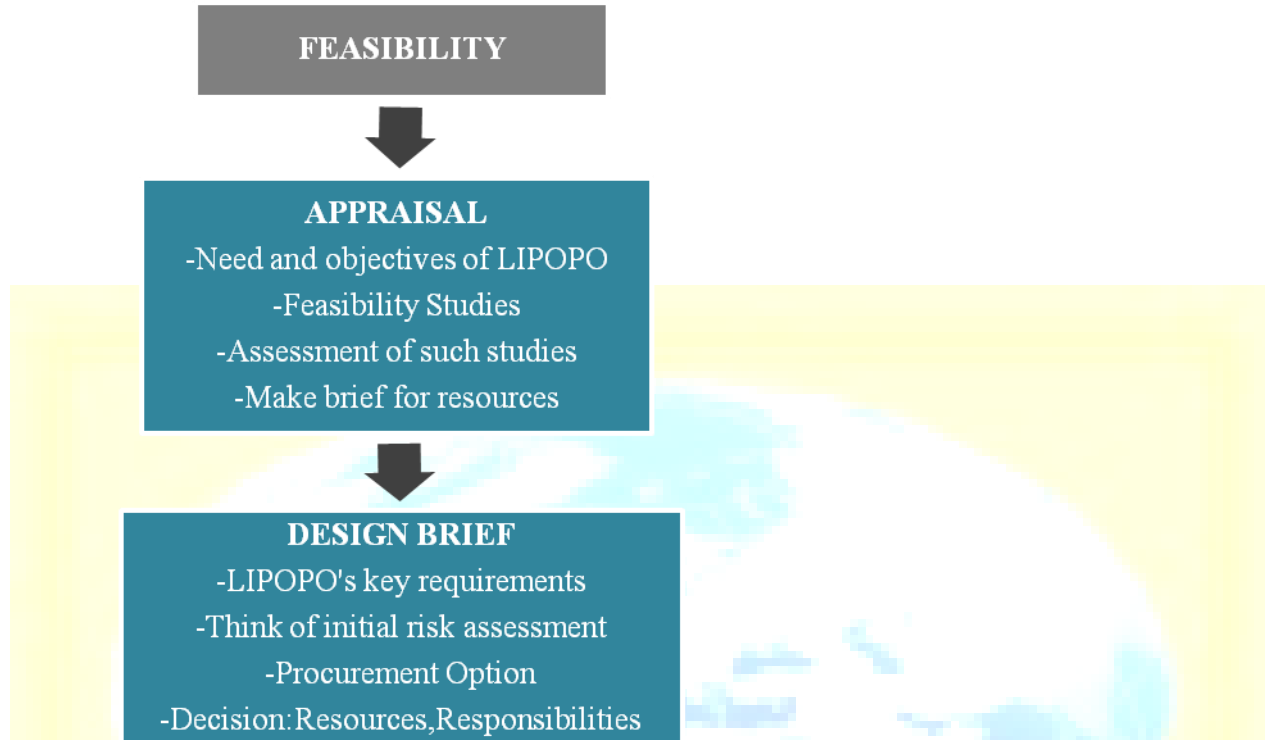 FEASIBILITY
APPRAISAL
-Need and objectives of LIPOPO
-Feasibility Studies
-Assessment of such studies
-Make brief for resources
DESIGN BRIEF
-LIPOPO's key requirements
-Think of initial risk assessment
-Procurement Option
-Decision:Resources,Responsibilities